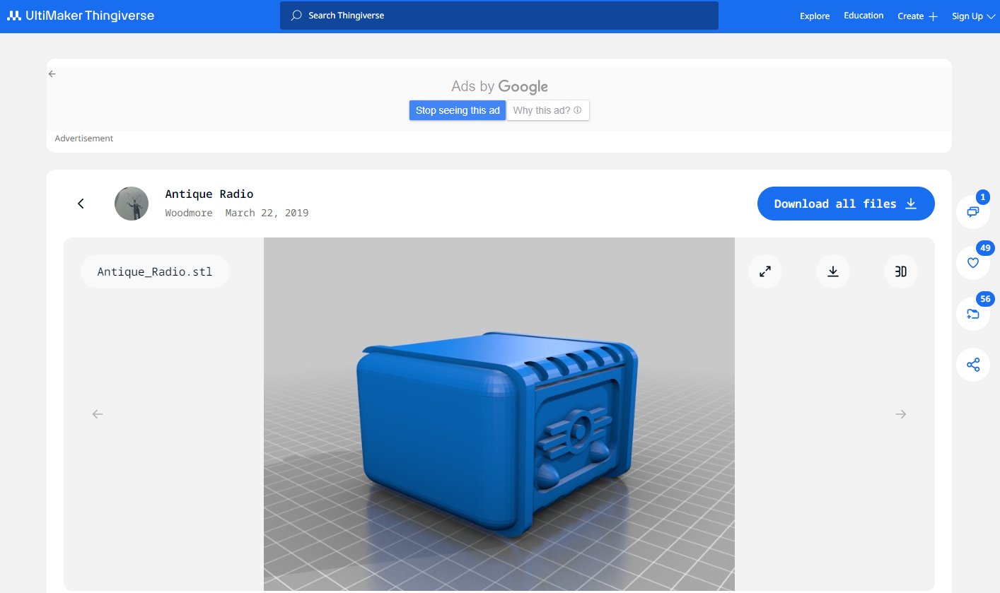 UltiMaker Thingiverse
Search Thingiverse
Explore
Education
Create
Sign Up
Ads by Google
Stop seeing this ad
Why this ad?
Advertisement
Antique Radio
Woodmore March 22, 2019
Download all files
1
Antique_Radio.stl
3D
49
56